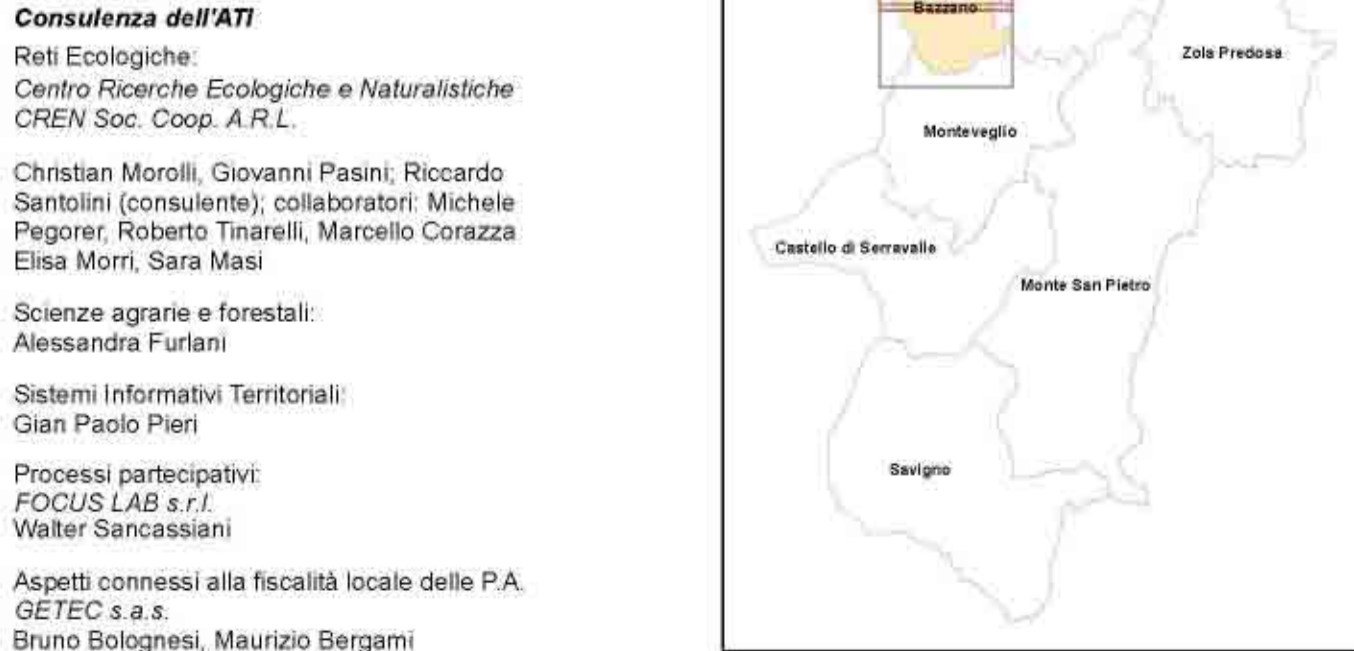 Consulenza dell'ATI
Reti Ecologiche:
Centro Ricerche Ecologiche e Naturalistiche
CREN Soc. Coop. A.R.L.
Christian Morolli, Giovanni Pasini; Riccardo
Santolini (consulente); collaboratori: Michele
Pegorer, Roberto Tinarelli, Marcello Corazza
Elisa Morri, Sara Masi
Scienze agrarie e forestali:
Alessandra Furlani
Sistemi Informativi Territoriali:
Gian Paolo Pieri
Processi partecipativi:
FOCUS LAB s.r.l.
Walter Sancassiani
Aspetti connessi alla fiscalità locale delle P.A.
GETEC s.a.s.
Bruno Bolognesi, Maurizio Bergami
Bazzano
Zola Predosa
Monteveglio
Castello di Serravalle
Monte San Pietro
Savigno